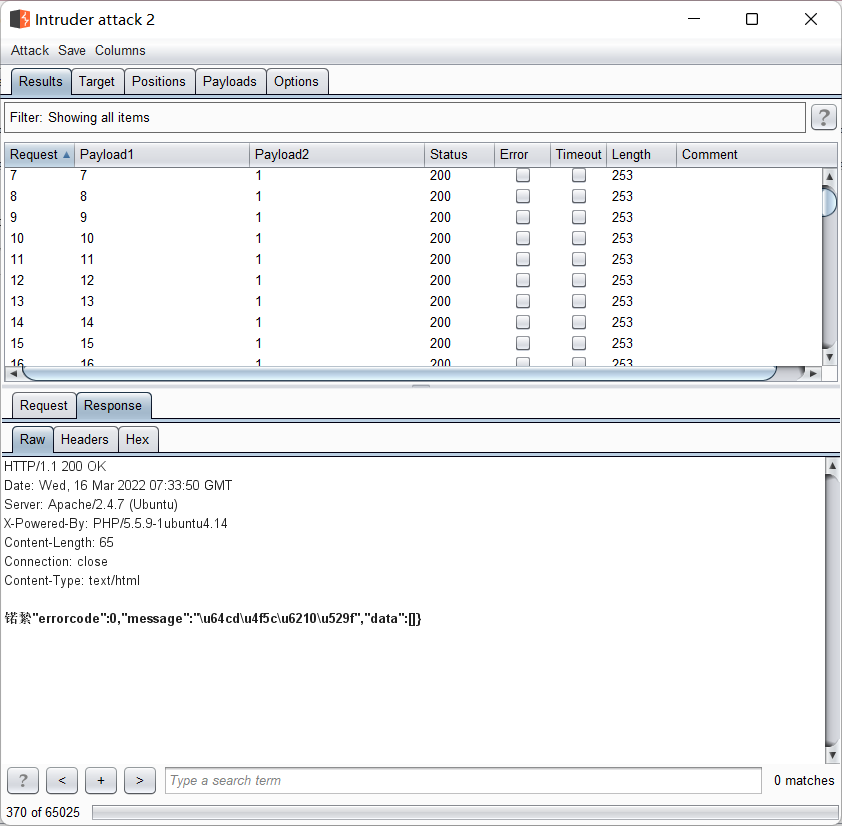 Intruder attack 2
Attack Save Columns
Results Target Positions Payloads Options
Filter: Showing all items ?
Request Payload1 Payload2 Status Error Timeout Length Comment
7 7 1 200 253
8 8 1 200 253
9 9 1 200 253
10 10 1 200 253
11 11 1 200 253
12 12 1 200 253
13 13 1 200 253
14 14 1 200 253
15 15 1 200 253
16 16 1 200 253
Request Response
Raw Headers Hex
HTTP/1.1 200 OK
Date: Wed, 16 Mar 2022 07:33:50 GMT
Server: Apache/2.4.7 (Ubuntu)
X-Powered-By: PHP/5.5.9-1ubuntu4.14
Content-Length: 65
Connection: close
Content-Type: text/html
锘縶"errorcode":0,"message":"\u64cd\u4f5c\u6210\u529f","data":[]}
? < + > Type a search term 0 matches
370 of 65025